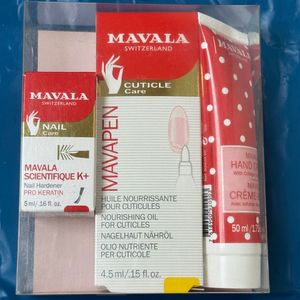 MAVALA
SWITZERLAND
NAIL
Care
MAVALA
SCIENTIFIQUE K+
Nail Hardener
PRO KERATIN
5 ml/.16 fl.oz.
MAVALA
SWITZERLAND
CUTICLE
Care
MAVAPEN
HUILE NOURRISSANTE
POUR CUTICULES
NOURISHING OIL
FOR CUTICLES
NAGELHAUT NÄHRÖL
OLIO NUTRIENTE
PER CUTICOLE
4.5 ml/.15 fl.oz.
HAND
CRÈME
50 ml